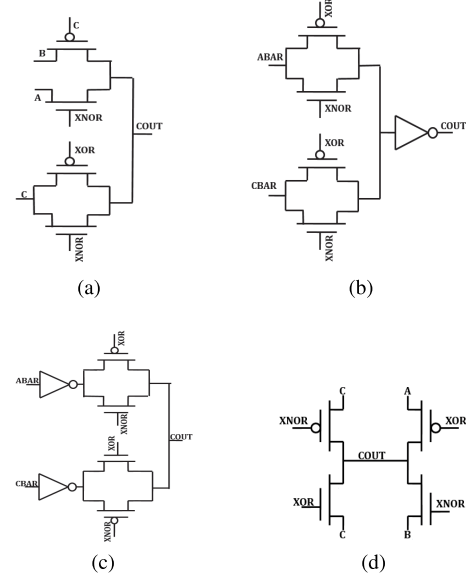 C
B
A
XNOR
COUT
XOR
C
XNOR
(a)
XOR
ABAR
XNOR
XOR
CBAR
COUT
XNOR
(b)
XOR
ABAR
XNOR
XOR
COUT
CBAR
XNOR
(c)
C A
XNOR XOR
COUT
XOR XNOR
C B
(d)